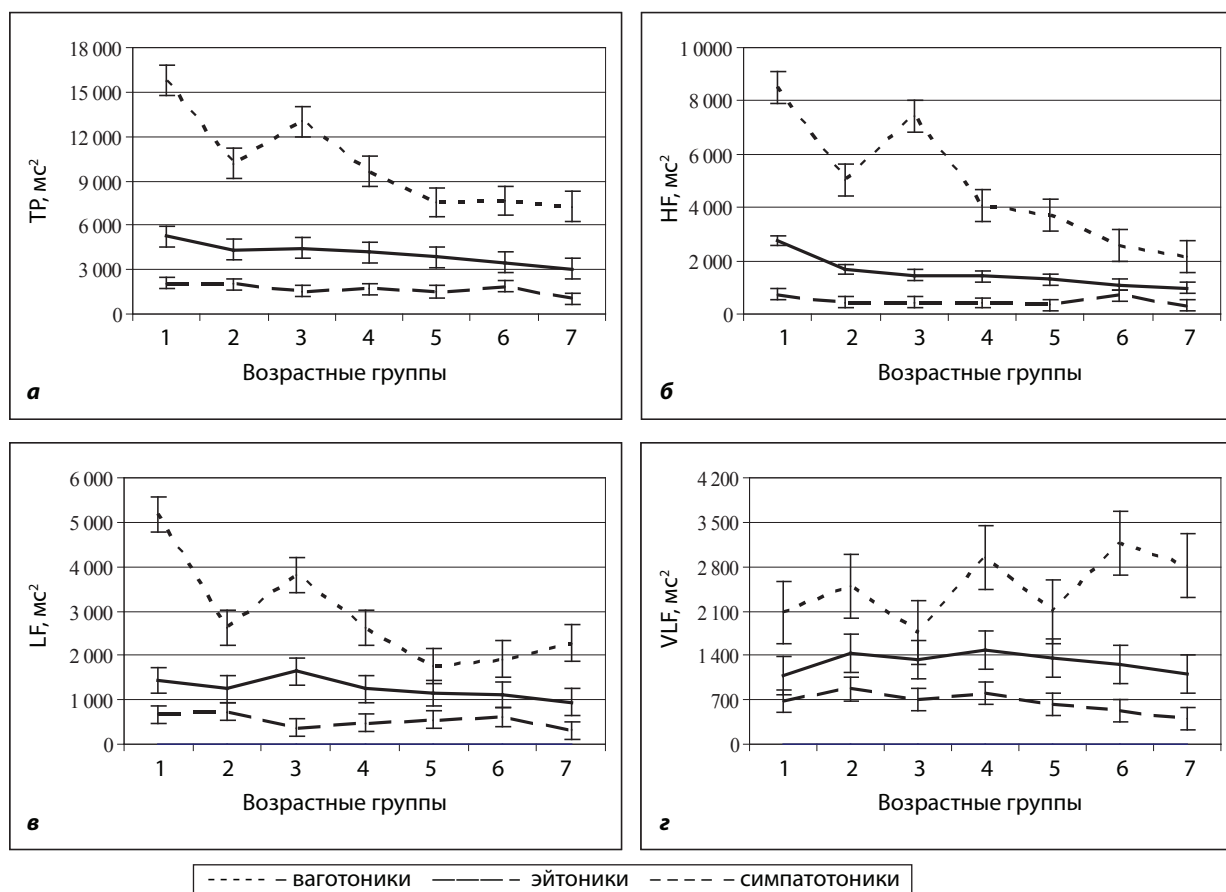 18 000
15 000
12 000
9 000
6 000
3 000
0
TP, мс²
1 2 3 4 5 6 7
Возрастные группы
а
1 0000
8 000
6 000
4 000
2 000
0
HF, мс²
1 2 3 4 5 6 7
Возрастные группы
б
6 000
5 000
4 000
3 000
2 000
1 000
0
LF, мс²
1 2 3 4 5 6 7
Возрастные группы
в
4 200
3 500
2 800
2 100
1 400
700
0
VLF, мс²
1 2 3 4 5 6 7
Возрастные группы
г
ваготоники эйтоники симпатотоники